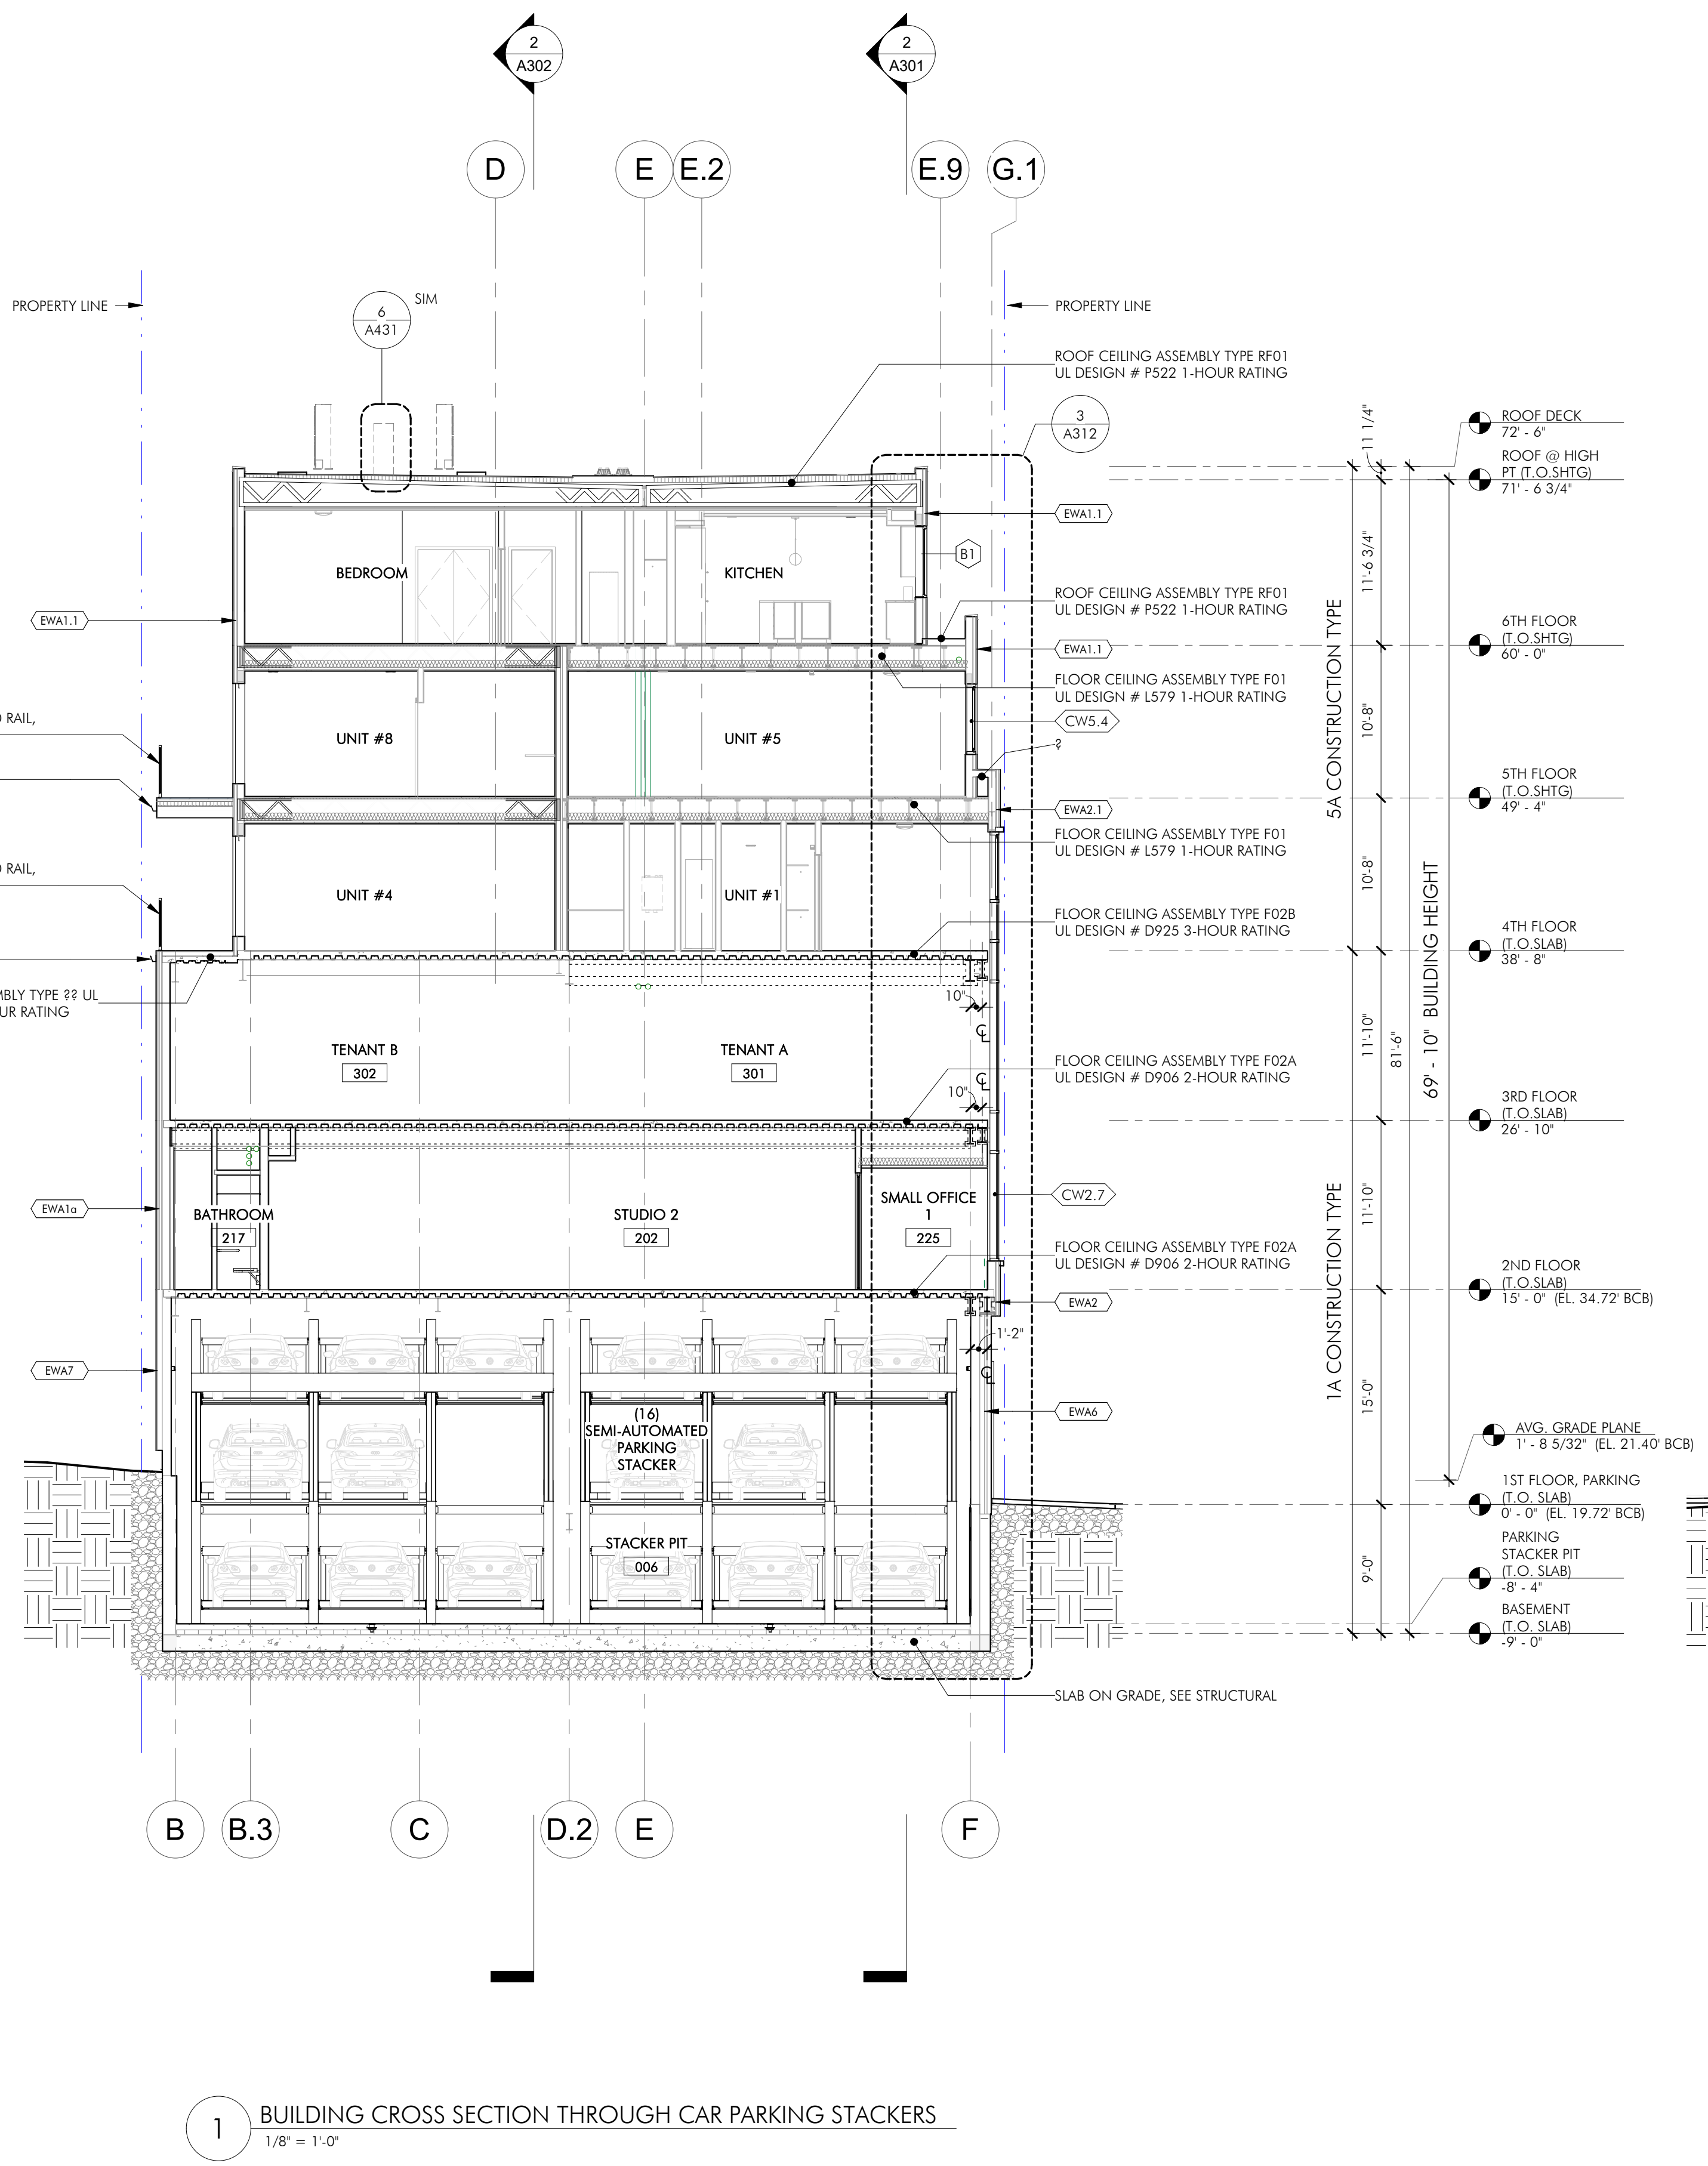 2
A302
2
A301
D
E
E.2
E.9
G.1
PROPERTY LINE
PROPERTY LINE
6
A431
SIM
ROOF CEILING ASSEMBLY TYPE RF01
UL DESIGN # P522 1-HOUR RATING
3
A312
11 1/4"
ROOF DECK
72' - 6"
ROOF @ HIGH
PT (T.O.SHTG)
71' - 6 3/4"
EWA1.1
B1
BEDROOM
KITCHEN
11'-6 3/4"
ROOF CEILING ASSEMBLY TYPE RF01
UL DESIGN # P522 1-HOUR RATING
EWA1.1
EWA1.1
6TH FLOOR
(T.O.SHTG)
60' - 0"
FLOOR CEILING ASSEMBLY TYPE F01
UL DESIGN # L579 1-HOUR RATING
5A CONSTRUCTION TYPE
RAIL,
UNIT #8
UNIT #5
CW5.4
10'-8"
?
5TH FLOOR
(T.O.SHTG)
49' - 4"
EWA2.1
FLOOR CEILING ASSEMBLY TYPE F01
UL DESIGN # L579 1-HOUR RATING
RAIL,
UNIT #4
UNIT #1
10'-8"
FLOOR CEILING ASSEMBLY TYPE F02B
UL DESIGN # D925 3-HOUR RATING
4TH FLOOR
(T.O.SLAB)
38' - 8"
MBLY TYPE ?? UL
UR RATING
10"
CL
TENANT B
302
TENANT A
301
11'-10"
81'-6"
69' - 10" BUILDING HEIGHT
FLOOR CEILING ASSEMBLY TYPE F02A
UL DESIGN # D906 2-HOUR RATING
CL
10"
3RD FLOOR
(T.O.SLAB)
26' - 10"
EWA1a
BATHROOM
217
STUDIO 2
202
SMALL OFFICE
1
225
CW2.7
11'-10"
1A CONSTRUCTION TYPE
FLOOR CEILING ASSEMBLY TYPE F02A
UL DESIGN # D906 2-HOUR RATING
2ND FLOOR
(T.O.SLAB)
15' - 0" (EL. 34.72' BCB)
EWA2
1'-2"
CL
EWA7
EWA6
15'-0"
(16)
SEMI-AUTOMATED
PARKING
STACKER
AVG. GRADE PLANE
1' - 8 5/32" (EL. 21.40' BCB)
1ST FLOOR, PARKING
(T.O. SLAB)
0' - 0" (EL. 19.72' BCB)
STACKER PIT
006
9'-0"
PARKING
STACKER PIT
(T.O. SLAB)
-8' - 4"
BASEMENT
(T.O. SLAB)
-9' - 0"
SLAB ON GRADE, SEE STRUCTURAL
B
B.3
C
D.2
E
F
1
BUILDING CROSS SECTION THROUGH CAR PARKING STACKERS
1/8" = 1'-0"